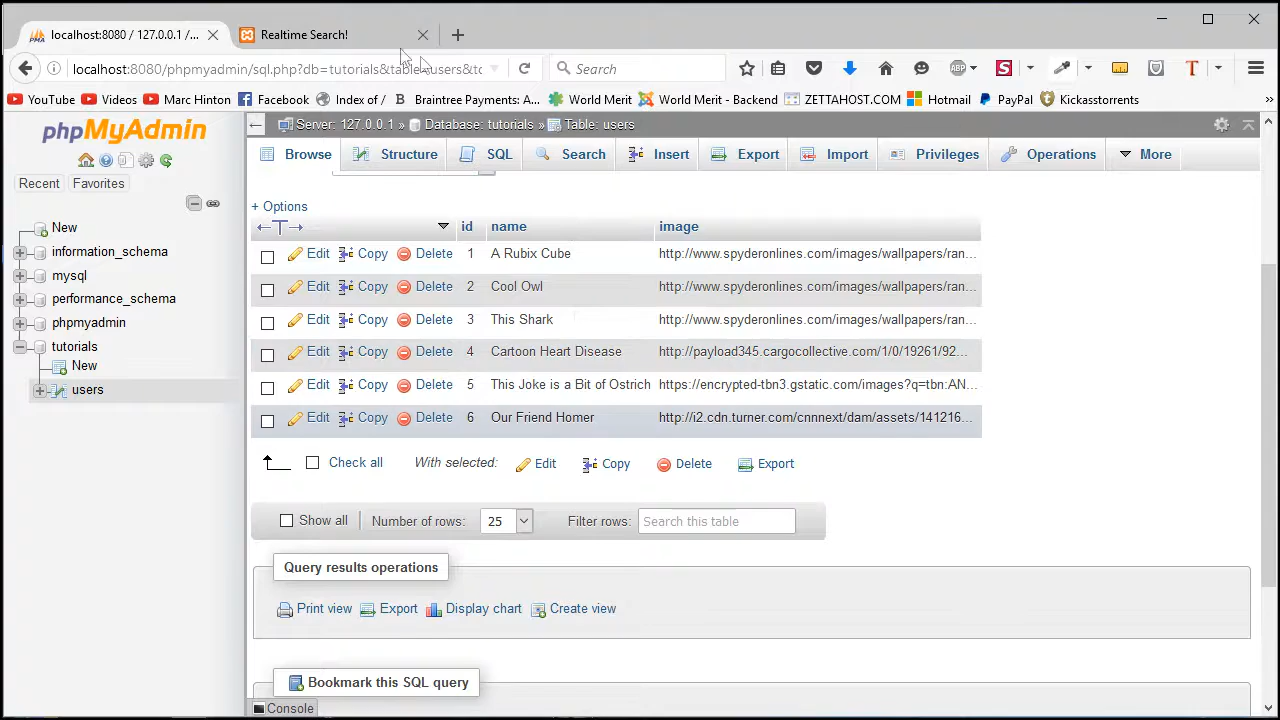 localhost:8080 / 127.0.0.1 /...
Realtime Search!
localhost:8080/phpmyadmin/sql.php?db=tutorials&table=users&tc
Search
YouTube Videos Marc Hinton Facebook Index of / Braintree Payments: A... World Merit World Merit - Backend ZETTAHOST.COM Hotmail PayPal Kickasstorrents
phpMyAdmin
Recent Favorites
New
information_schema
mysql
performance_schema
phpmyadmin
tutorials
New
users
Server: 127.0.0.1 » Database: tutorials » Table: users
Browse Structure SQL Search Insert Export Import Privileges Operations More
+ Options
id name image
Edit Copy Delete 1 A Rubix Cube http://www.spyderonlines.com/images/wallpapers/ran...
Edit Copy Delete 2 Cool Owl http://www.spyderonlines.com/images/wallpapers/ran...
Edit Copy Delete 3 This Shark http://www.spyderonlines.com/images/wallpapers/ran...
Edit Copy Delete 4 Cartoon Heart Disease http://payload345.cargocollective.com/1/0/19261/92...
Edit Copy Delete 5 This Joke is a Bit of Ostrich https://encrypted-tbn3.gstatic.com/images?q=tbn:AN...
Edit Copy Delete 6 Our Friend Homer http://i2.cdn.turner.com/cnnnext/dam/assets/141216...
Check all With selected: Edit Copy Delete Export
Show all Number of rows: 25 Filter rows: Search this table
Query results operations
Print view Export Display chart Create view
Bookmark this SQL query
Console